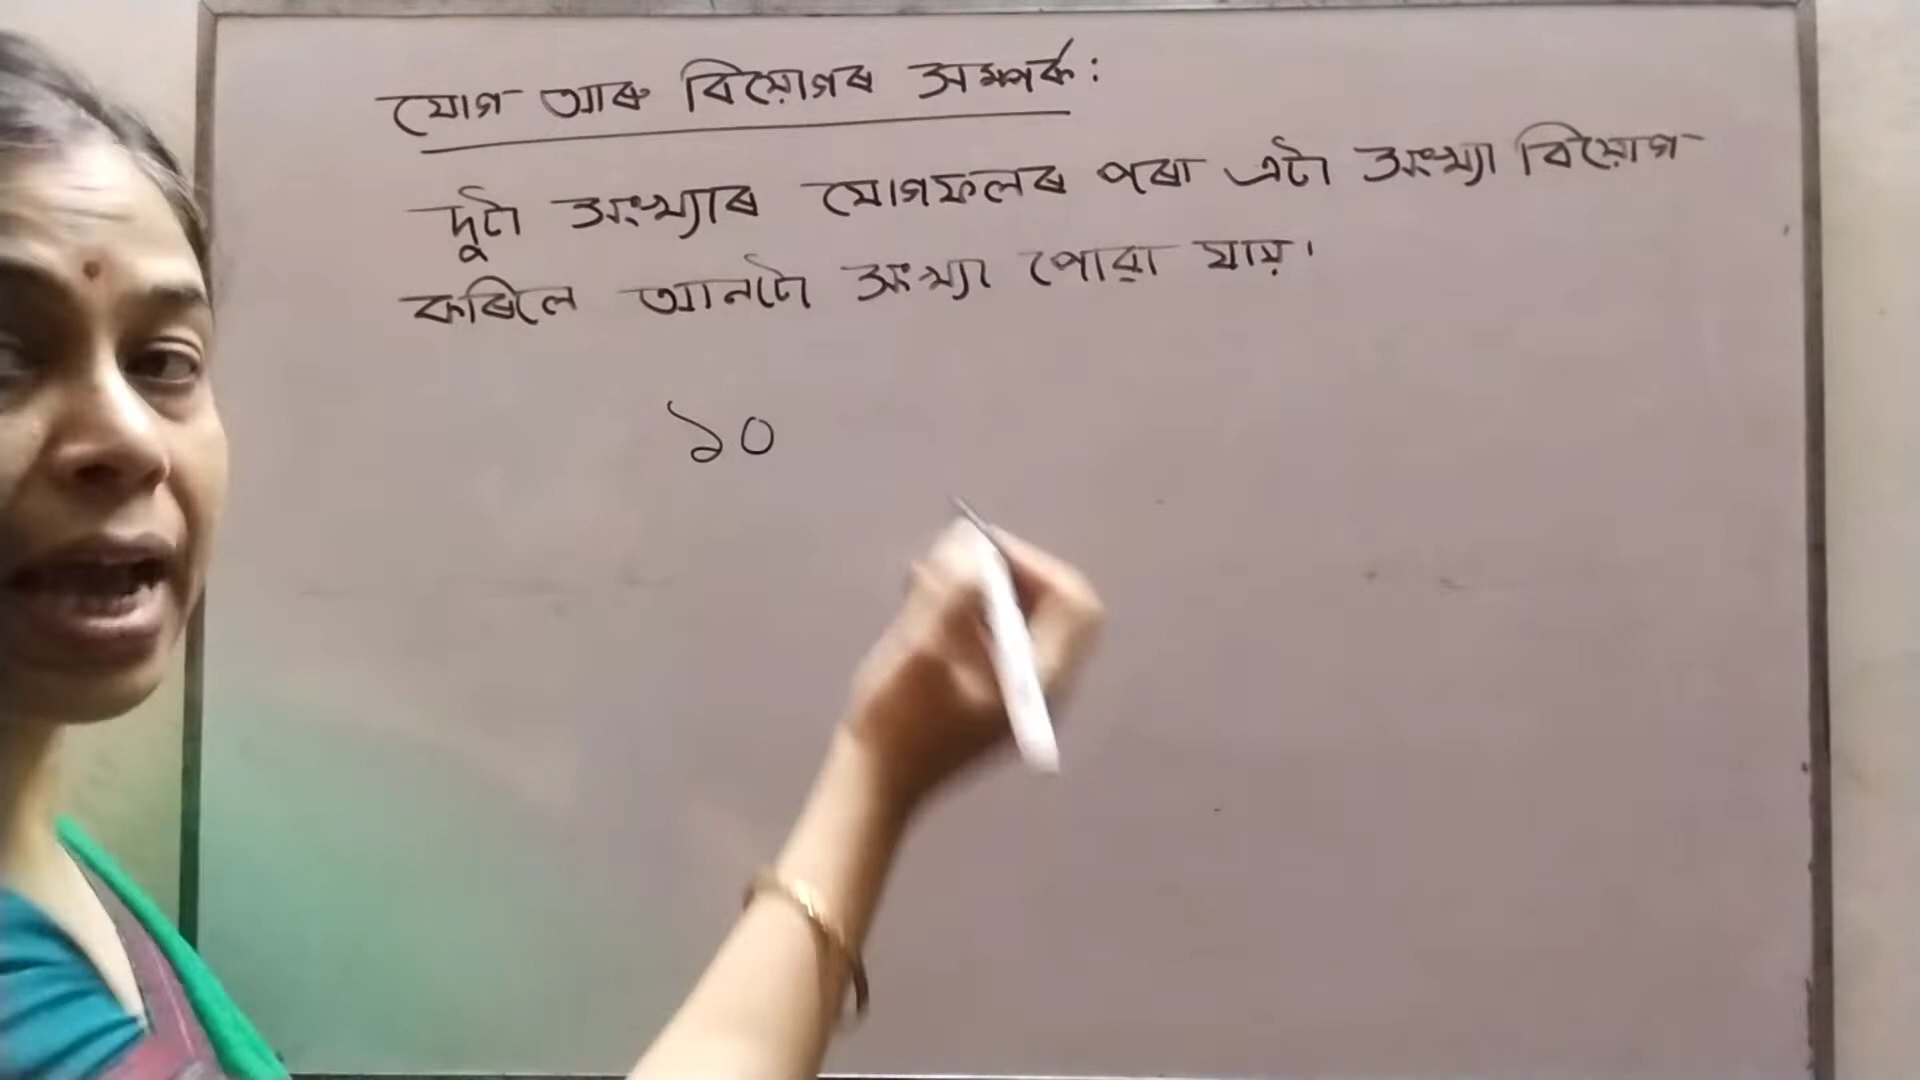 যোগ আৰু বিয়োগৰ সম্পৰ্ক:
দুটা সংখ্যাৰ যোগফলৰ পৰা এটা সংখ্যা বিয়োগ
কৰিলে আনটো সংখ্যা পোৱা যায়।
১০